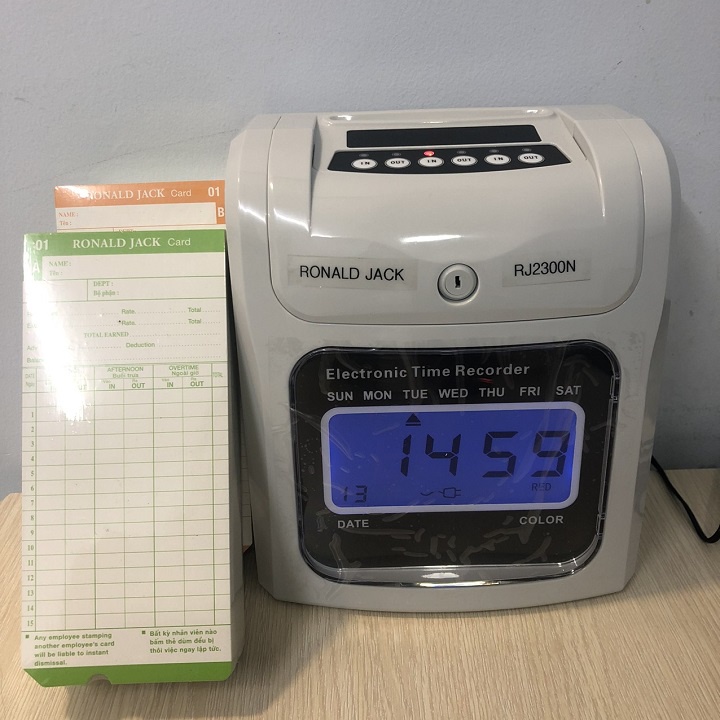 RONALD JACK Card 01
B
NAME :
Tên :
:01 RONALD JACK Card
A
NAME :
Tên :
DEPT :
Bộ phận :
Rate. Total
Rate. Total
TOTAL EARNED
Deduction
AFTERNOON OVERTIME
Buổi trưa Ngoài giờ
IN OUT IN OUT
1
2
3
4
5
6
7
8
9
10
11
12
13
14
15
Any employee stamping
another employee's card
will be liable to instant
dismissal.
Bất kỳ nhân viên nào
bấm thẻ dùm đều bị
thôi việc ngay lập tức.
IN OUT IN OUT IN OUT
RONALD JACK RJ2300N
Electronic Time Recorder
SUN MON TUE WED THU FRI SAT
14 59
13 RED
DATE COLOR